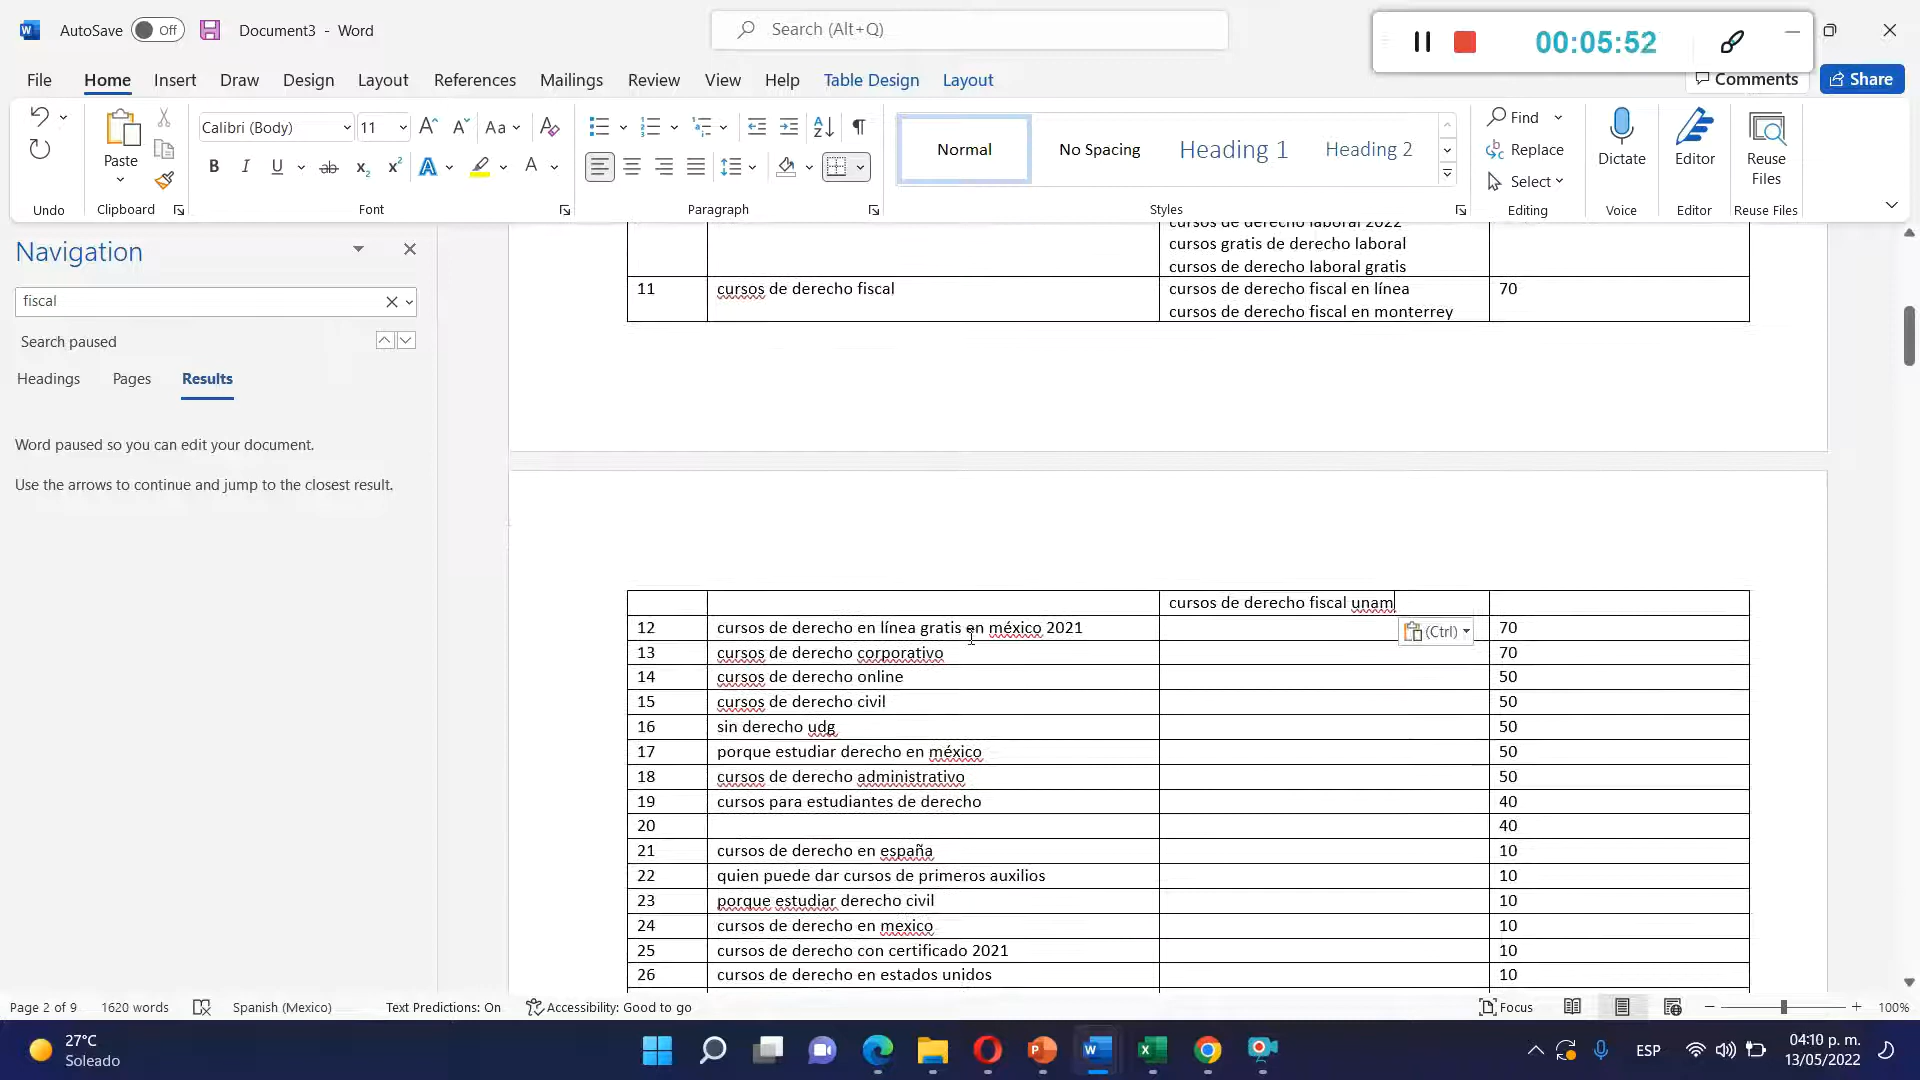 AutoSave Off Document3 - Word
Search (Alt+Q)
00:05:52
File Home Insert Draw Design Layout References Mailings Review View Help Table Design Layout
Comments Share
Calibri (Body) 11
Paste
Normal No Spacing Heading 1 Heading 2
Find
Replace
Select
Dictate
Editor
Reuse
Files
Undo Clipboard Font Paragraph Styles Editing Voice Editor Reuse Files
Navigation
fiscal
Search paused
Headings Pages Results
Word paused so you can edit your document.
Use the arrows to continue and jump to the closest result.
cursos de derecho laboral 2022
cursos gratis de derecho laboral
cursos de derecho laboral gratis
11 cursos de derecho fiscal cursos de derecho fiscal en línea 70
cursos de derecho fiscal en monterrey
cursos de derecho fiscal unam
(Ctrl)
12 cursos de derecho en línea gratis en méxico 2021 70
13 cursos de derecho corporativo 70
14 cursos de derecho online 50
15 cursos de derecho civil 50
16 sin derecho udg 50
17 porque estudiar derecho en méxico 50
18 cursos de derecho administrativo 50
19 cursos para estudiantes de derecho 40
20 40
21 cursos de derecho en españa 10
22 quien puede dar cursos de primeros auxilios 10
23 porque estudiar derecho civil 10
24 cursos de derecho en mexico 10
25 cursos de derecho con certificado 2021 10
26 cursos de derecho en estados unidos 10
Page 2 of 9 1620 words Spanish (Mexico) Text Predictions: On Accessibility: Good to go Focus 100%
27°C
Soleado
ESP
04:10 p. m.
13/05/2022